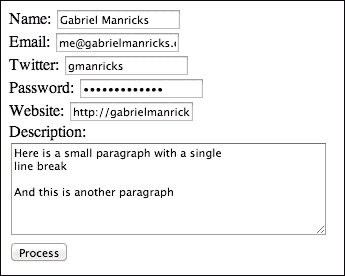 Name: Gabriel Manricks
Email: me@gabrielmanricks.
Twitter: gmanricks
Password: •••••••••••••
Website: http://gabrielmanrick
Description:
Here is a small paragraph with a single
line break
And this is another paragraph
Process